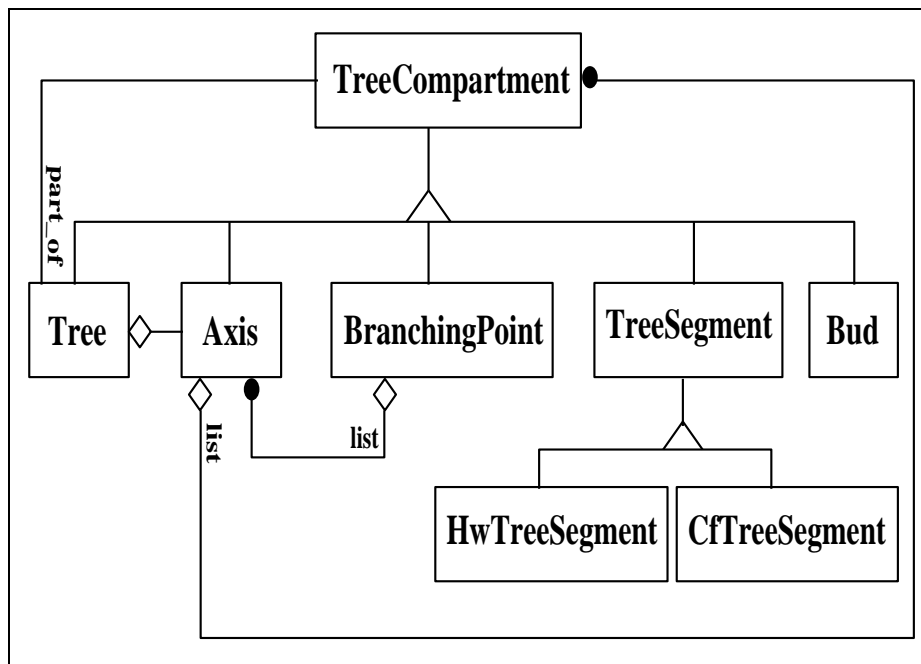 TreeCompartment
part_of
Tree
Axis
BranchingPoint
TreeSegment
Bud
list
list
HwTreeSegment
CfTreeSegment